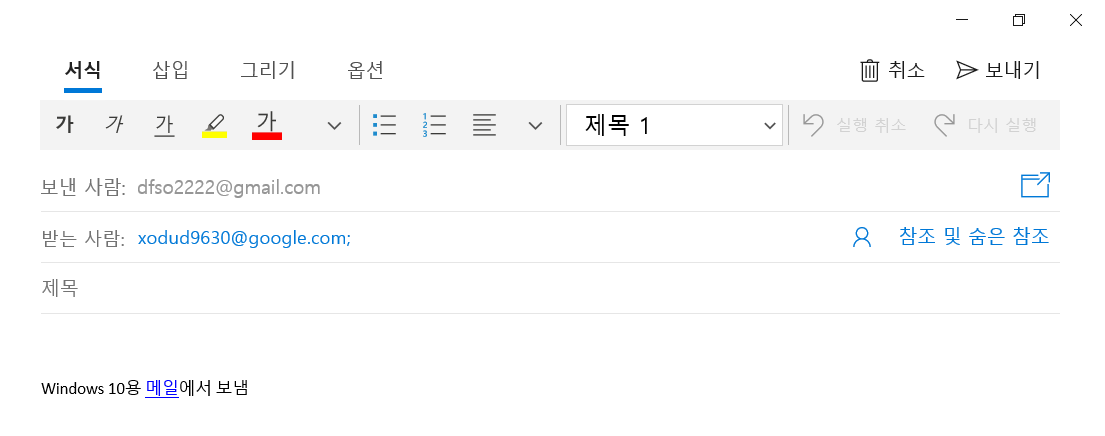 서식 삽입 그리기 옵션 취소 보내기
가 가 가 가 1 2 3 제목 1 실행 취소 다시 실행
보낸 사람: dfso2222@gmail.com
받는 사람: xodud9630@google.com; 참조 및 숨은 참조
제목
Windows 10용 메일에서 보냄